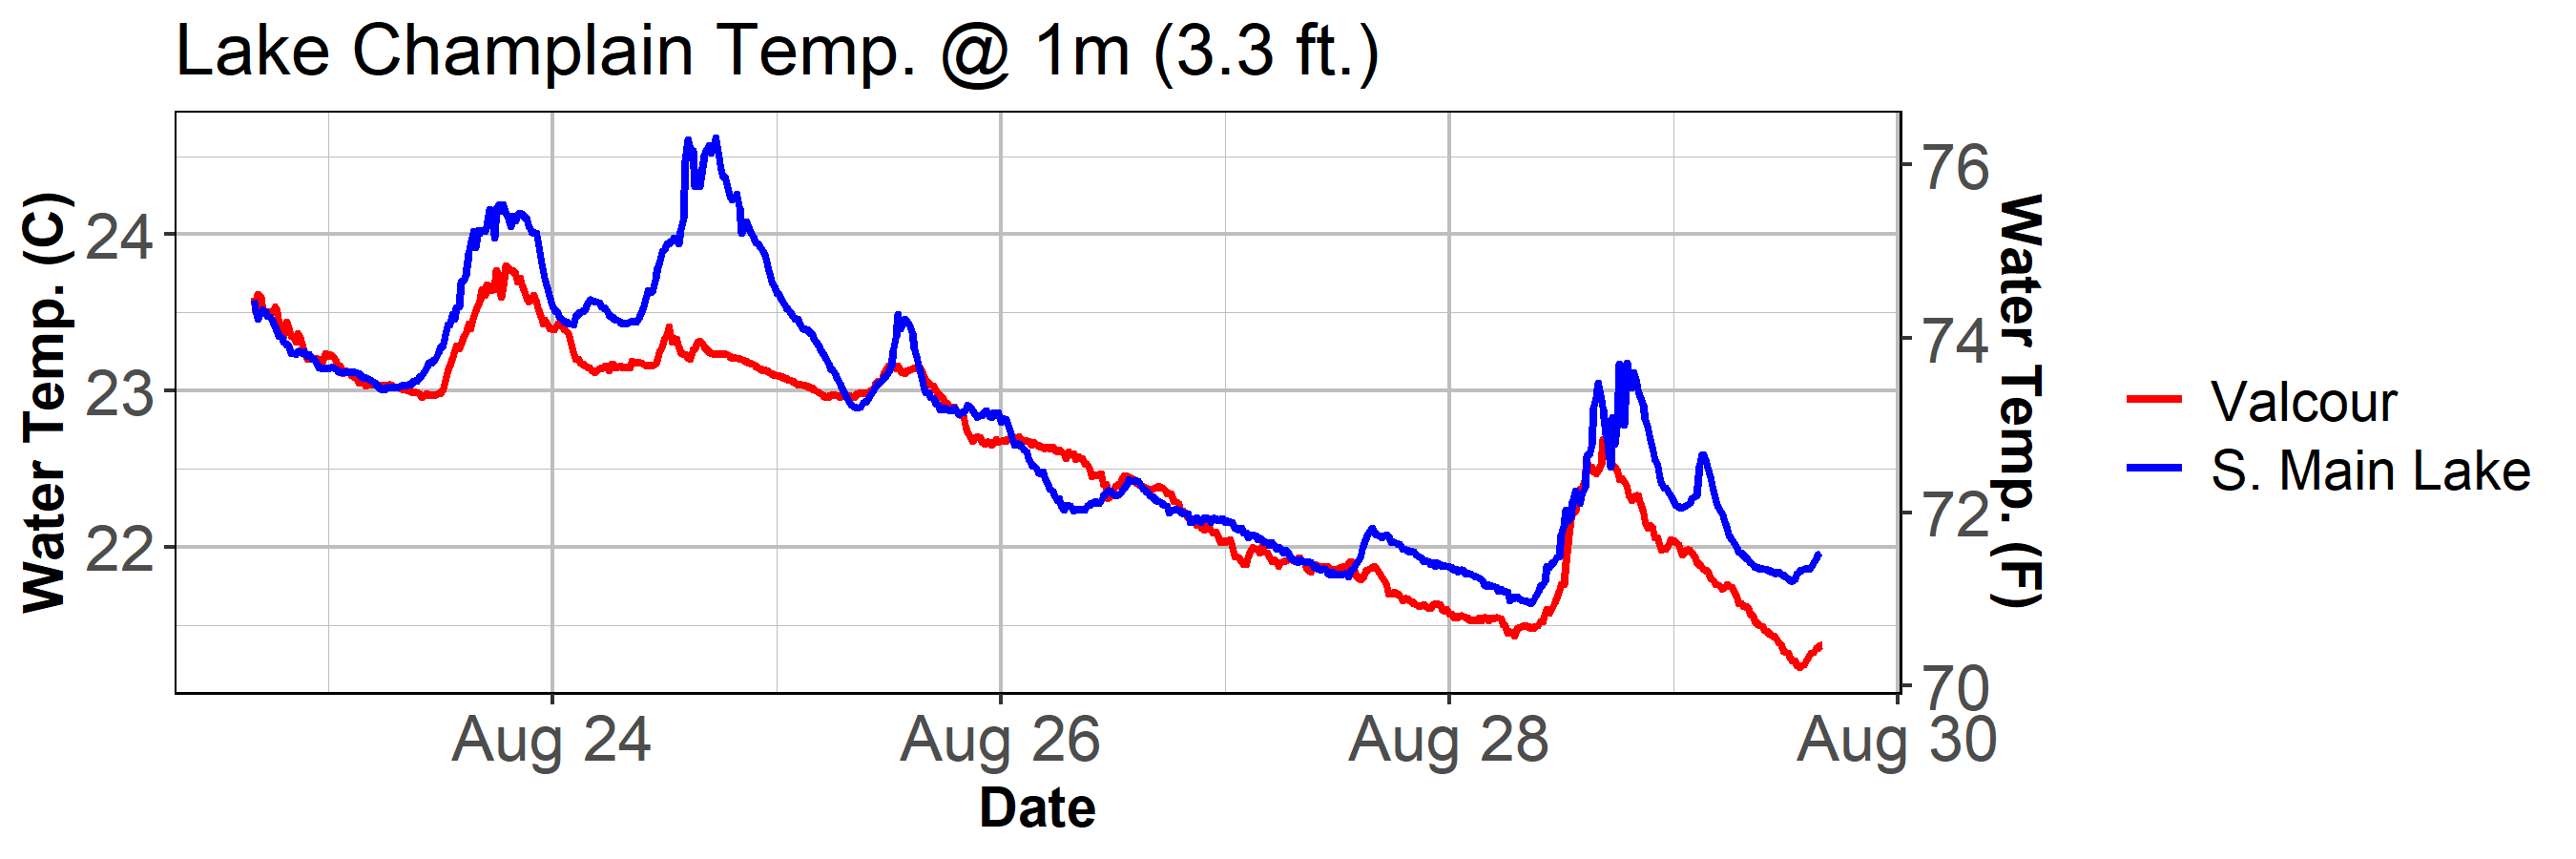 Lake Champlain Temp. @ 1m (3.3 ft.)
Water Temp. (C)
24
23
22
76
74
72
70
Water Temp. (F)
Aug 24
Aug 26
Aug 28
Aug 30
Date
Valcour
S. Main Lake